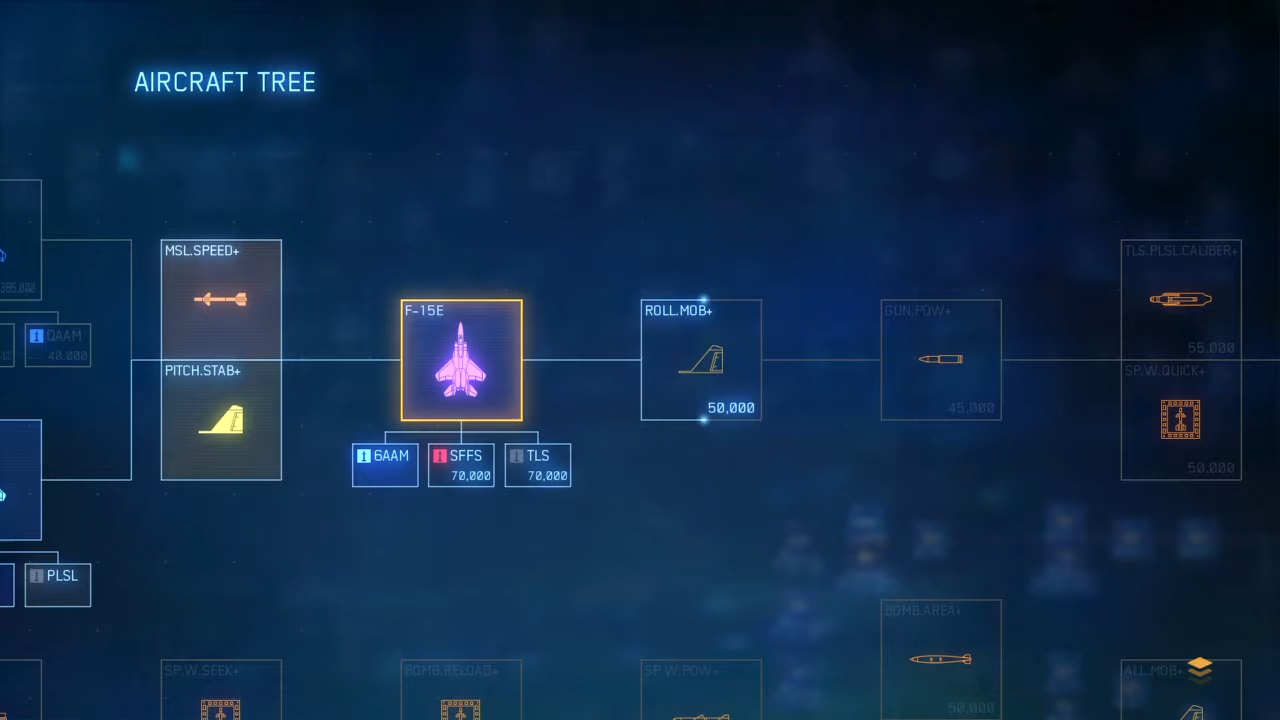 AIRCRAFT TREE
MSL.SPEED+
TLS.PLSL.CALIBER+
385,000
F-15E
ROLL.MOB+
GUN.POW+
QAAM
40,000
55,000
PITCH.STAB+
SP.W.QUICK+
50,000
45,000
6AAM
SFFS
70,000
TLS
70,000
50,000
PLSL
BOMB.AREA+
SP.W.SEEK+
BOMB.RELOAD+
SP.W.POW+
ALL.MOB+
50,000